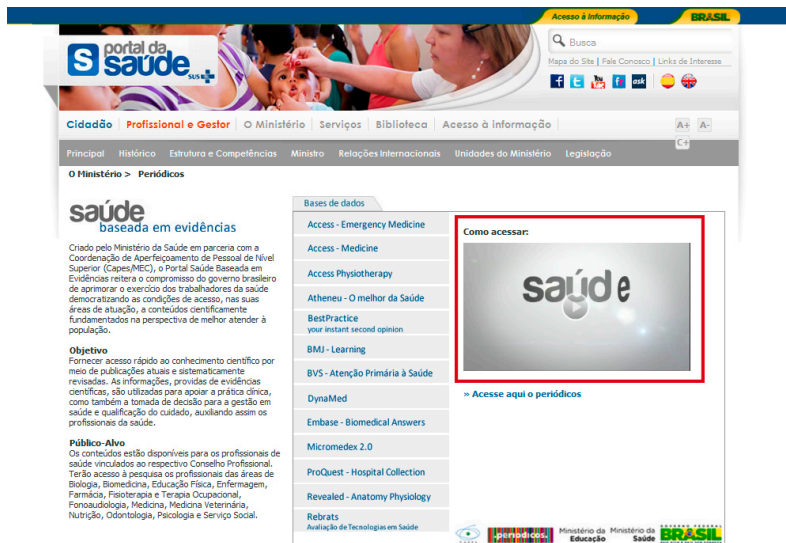 Acesso à Informação
BRASIL
S portal da
saúde
SUS
Busca
Mapa do Site | Fale Conosco | Links de Interesse
You
ask
Cidadão | Profissional e Gestor | O Ministério | Serviços | Biblioteca | Acesso à informação
A+ A-
C+
Principal Histórico Estrutura e Competências Ministro Relações Internacionais Unidades do Ministério Legislação
O Ministério > Periódicos
saúde
baseada em evidências
Criado pelo Ministério da Saúde em parceria com a
Coordenação de Aperfeiçoamento de Pessoal de Nível
Superior (Capes/MEC), o Portal Saúde Baseada em
Evidências reitera o compromisso do governo brasileiro
de aprimorar o exercício dos trabalhadores da saúde
democratizando as condições de acesso, nas suas
áreas de atuação, a conteúdos cientificamente
fundamentados na perspectiva de melhor atender à
população.
Objetivo
Fornecer acesso rápido ao conhecimento científico por
meio de publicações atuais e sistematicamente
revisadas. As informações, providas de evidências
científicas, são utilizadas para apoiar a prática clínica,
como também a tomada de decisão para a gestão em
saúde e qualificação do cuidado, auxiliando assim os
profissionais da saúde.
Público-Alvo
Os conteúdos estão disponíveis para os profissionais de
saúde vinculados ao respectivo Conselho Profissional.
Terão acesso à pesquisa os profissionais das áreas de
Biologia, Biomedicina, Educação Física, Enfermagem,
Farmácia, Fisioterapia e Terapia Ocupacional,
Fonoaudiologia, Medicina, Medicina Veterinária,
Nutrição, Odontologia, Psicologia e Serviço Social.
Bases de dados
Access - Emergency Medicine
Access - Medicine
Access Physiotherapy
Atheneu - O melhor da Saúde
BestPractice
your instant second opinion
BMJ - Learning
BVS - Atenção Primária à Saúde
DynaMed
Embase - Biomedical Answers
Micromedex 2.0
ProQuest - Hospital Collection
Revealed - Anatomy Physiology
Rebrats
Avaliação de Tecnologias em Saúde
Como acessar:
saúde
» Acesse aqui o periódicos
.periodicos.
Ministério da
Educação
Ministério da
Saúde
GOVERNO FEDERAL
BRASIL